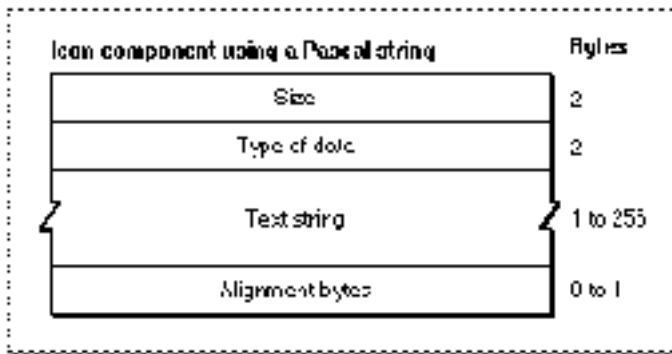 Icon component using a Pascal string Bytes
Size 2
Type of data 2
Text string 1 to 255
Alignment bytes 0 to 1